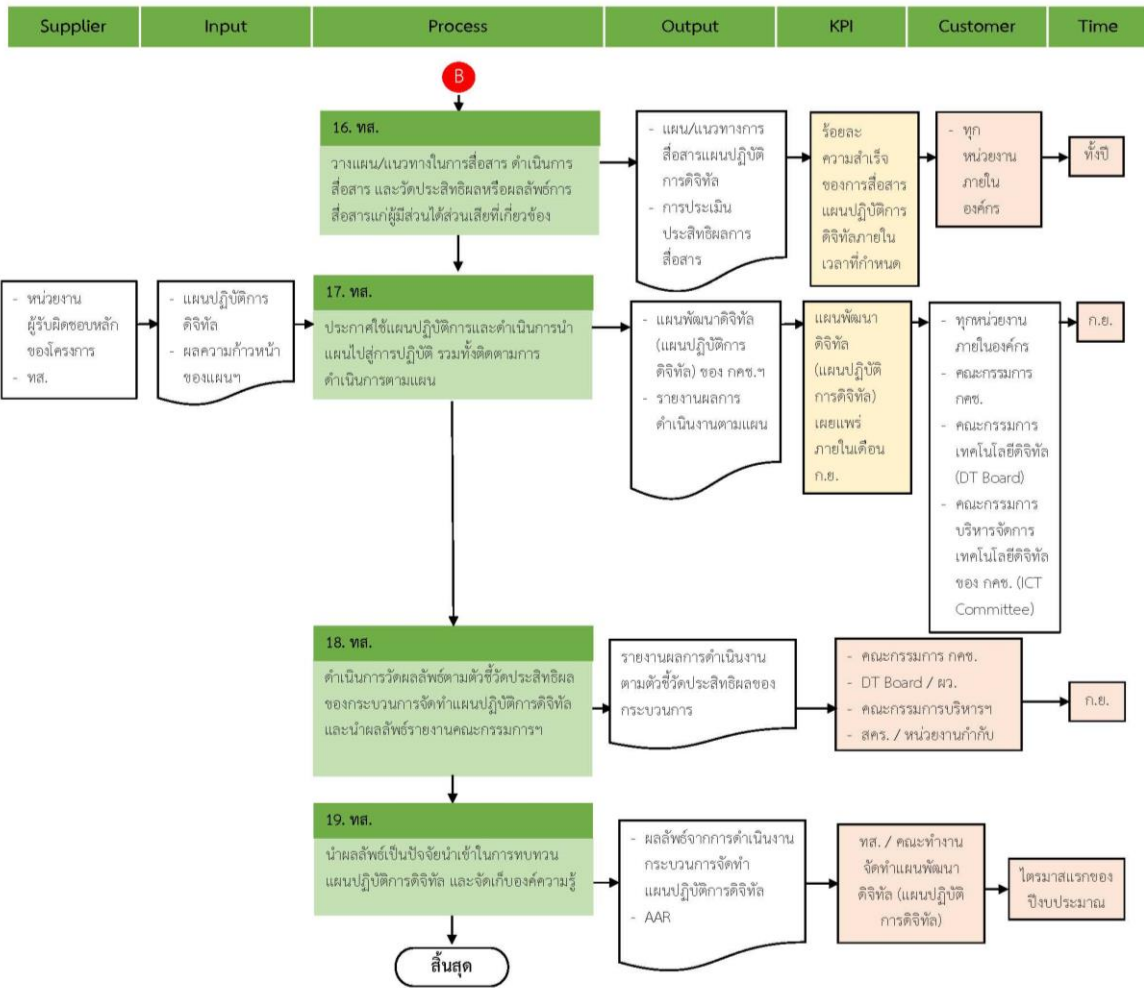 Supplier
Input
Process
Output
KPI
Customer
Time
B
16. ทส.
วางแผน/แนวทางในการสื่อสาร ดำเนินการ
สื่อสาร และวัดประสิทธิผลหรือผลลัพธ์การ
สื่อสารแก่ผู้มีส่วนได้ส่วนเสียที่เกี่ยวข้อง
- แผน/แนวทางการ
สื่อสารแผนปฏิบัติ
การดิจิทัล
- การประเมิน
ประสิทธิผลการ
สื่อสาร
ร้อยละ
ความสำเร็จ
ของการสื่อสาร
แผนปฏิบัติการ
ดิจิทัลภายใน
เวลาที่กำหนด
- ทุก
หน่วยงาน
ภายใน
องค์กร
ทั้งปี
- หน่วยงาน
ผู้รับผิดชอบหลัก
ของโครงการ
- ทส.
- แผนปฏิบัติการ
ดิจิทัล
- ผลความก้าวหน้า
ของแผนฯ
17. ทส.
ประกาศใช้แผนปฏิบัติการและดำเนินการนำ
แผนไปสู่การปฏิบัติ รวมทั้งติดตามการ
ดำเนินการตามแผน
- แผนพัฒนาดิจิทัล
(แผนปฏิบัติการ
ดิจิทัล) ของ กคช.ฯ
- รายงานผลการ
ดำเนินงานตามแผน
แผนพัฒนา
ดิจิทัล
(แผนปฏิบัติ
การดิจิทัล)
เผยแพร่
ภายในเดือน
ก.ย.
- ทุกหน่วยงาน
ภายในองค์กร
- คณะกรรมการ
กคช.
- คณะกรรมการ
เทคโนโลยีดิจิทัล
(DT Board)
- คณะกรรมการ
บริหารจัดการ
เทคโนโลยีดิจิทัล
ของ กคช. (ICT
Committee)
ก.ย.
18. ทส.
ดำเนินการวัดผลลัพธ์ตามตัวชี้วัดประสิทธิผล
ของกระบวนการจัดทำแผนปฏิบัติการดิจิทัล
และนำผลลัพธ์รายงานคณะกรรมการฯ
รายงานผลการดำเนินงาน
ตามตัวชี้วัดประสิทธิผลของ
กระบวนการ
- คณะกรรมการ กคช.
- DT Board / ผว.
- คณะกรรมการบริหารฯ
- สคร. / หน่วยงานกำกับ
ก.ย.
19. ทส.
นำผลลัพธ์เป็นปัจจัยนำเข้าในการทบทวน
แผนปฏิบัติการดิจิทัล และจัดเก็บองค์ความรู้
- ผลลัพธ์จากการดำเนินงาน
กระบวนการจัดทำ
แผนปฏิบัติการดิจิทัล
- AAR
ทส. / คณะทำงาน
จัดทำแผนพัฒนา
ดิจิทัล (แผนปฏิบัติ
การดิจิทัล)
ไตรมาสแรกของ
ปีงบประมาณ
สิ้นสุด